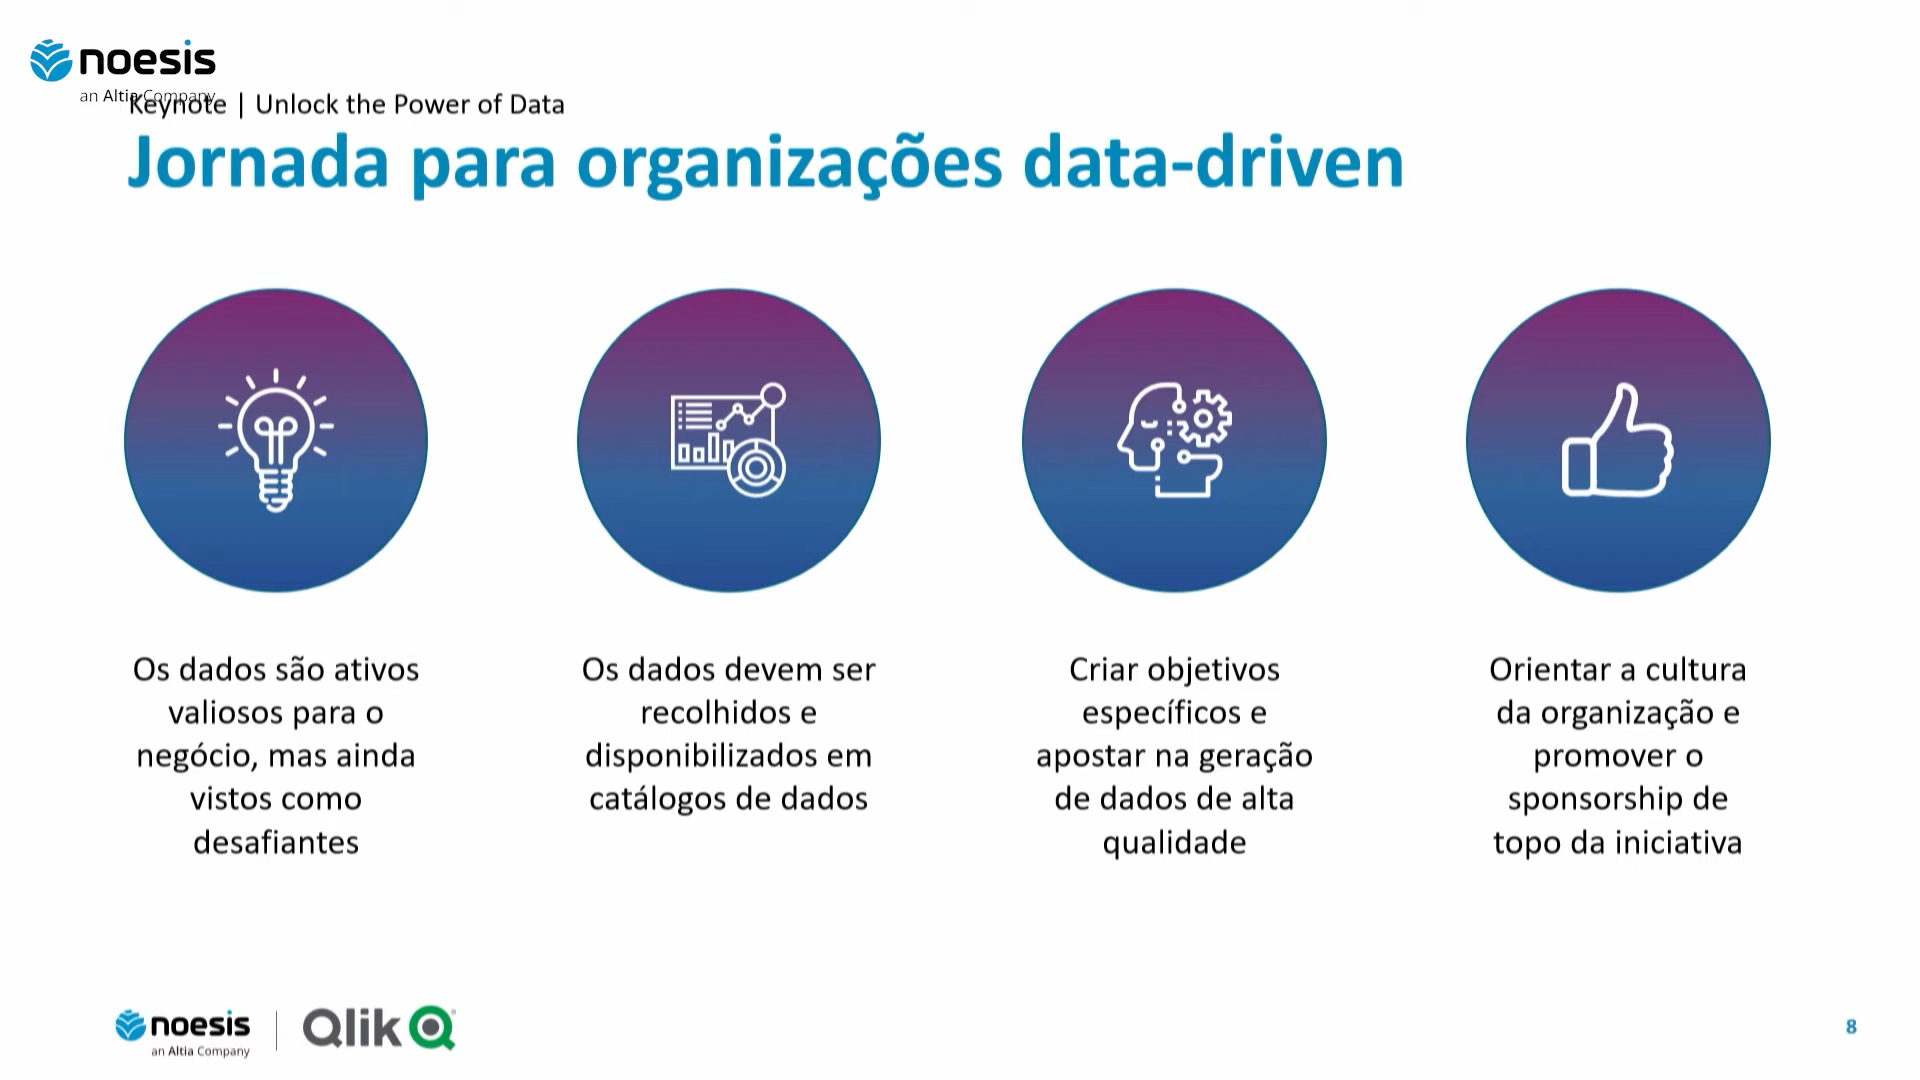 noesis
an Altia Company
Keynote | Unlock the Power of Data
Jornada para organizações data-driven
Os dados são ativos
valiosos para o
negócio, mas ainda
vistos como
desafiantes
Os dados devem ser
recolhidos e
disponibilizados em
catálogos de dados
Criar objetivos
específicos e
apostar na geração
de dados de alta
qualidade
Orientar a cultura
da organização e
promover o
sponsorship de
topo da iniciativa
noesis
an Altia Company
Qlik
8